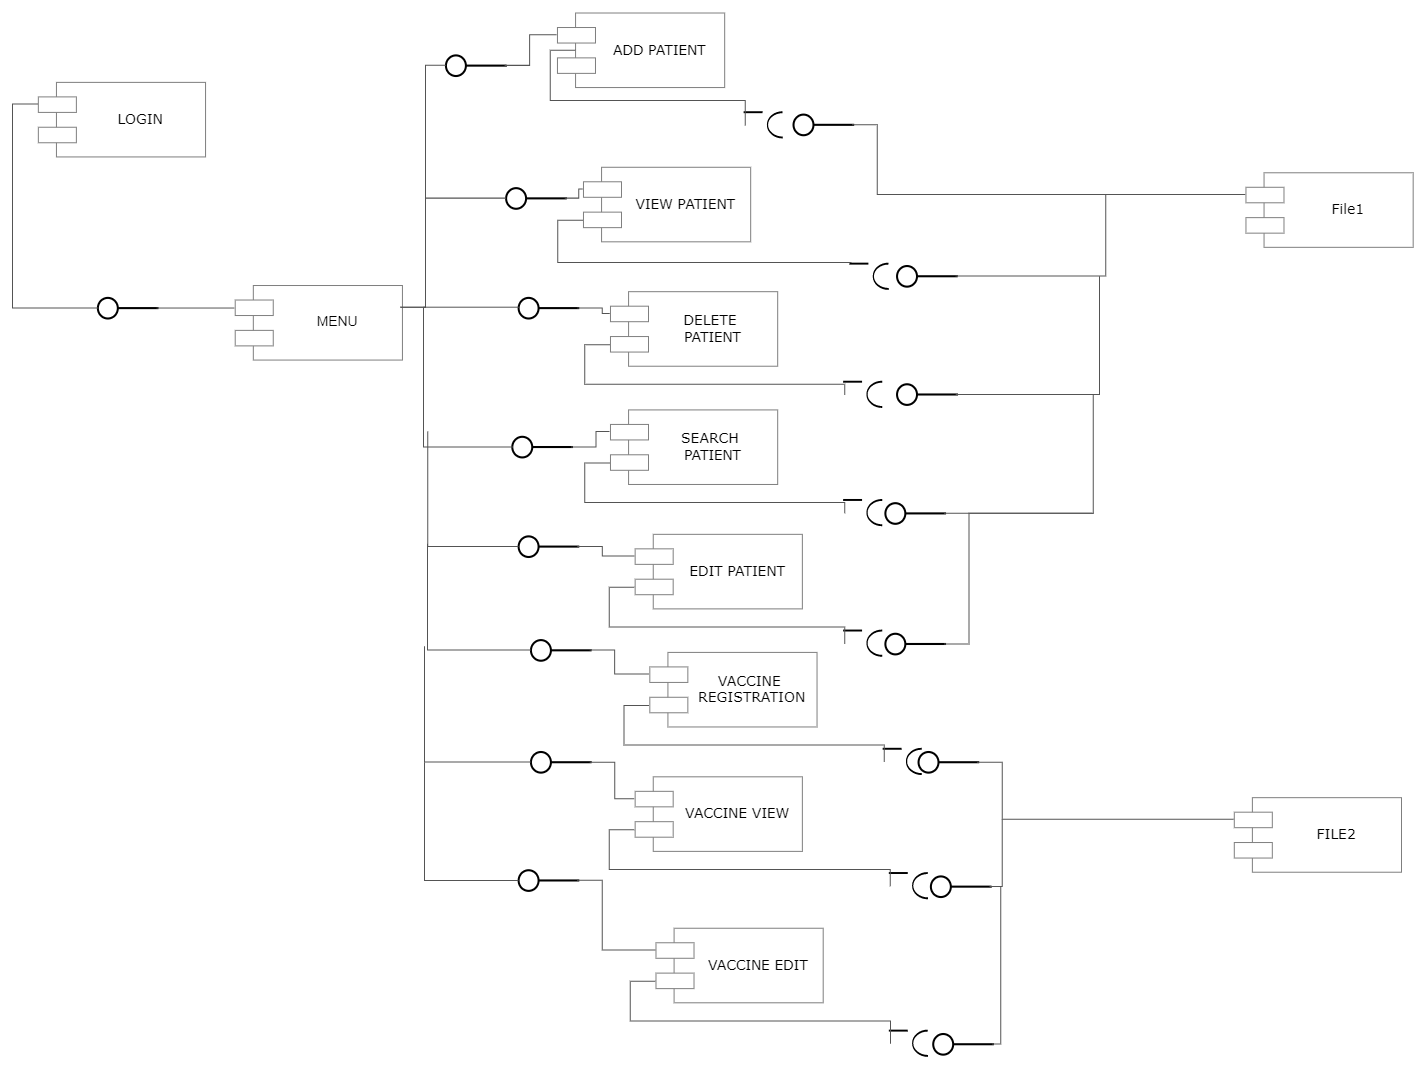 ADD PATIENT
LOGIN
VIEW PATIENT
File1
MENU
DELETE
PATIENT
SEARCH
PATIENT
EDIT PATIENT
VACCINE
REGISTRATION
VACCINE VIEW
FILE2
VACCINE EDIT